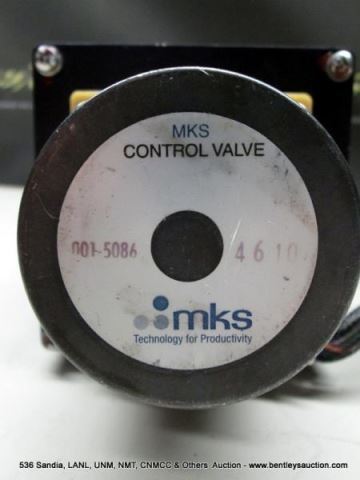 MKS
CONTROL VALVE
001-5086 4610
mks
Technology for Productivity
536 Sandia, LANL, UNM, NMT, CNMCC & Others Auction - www.bentleysauction.com